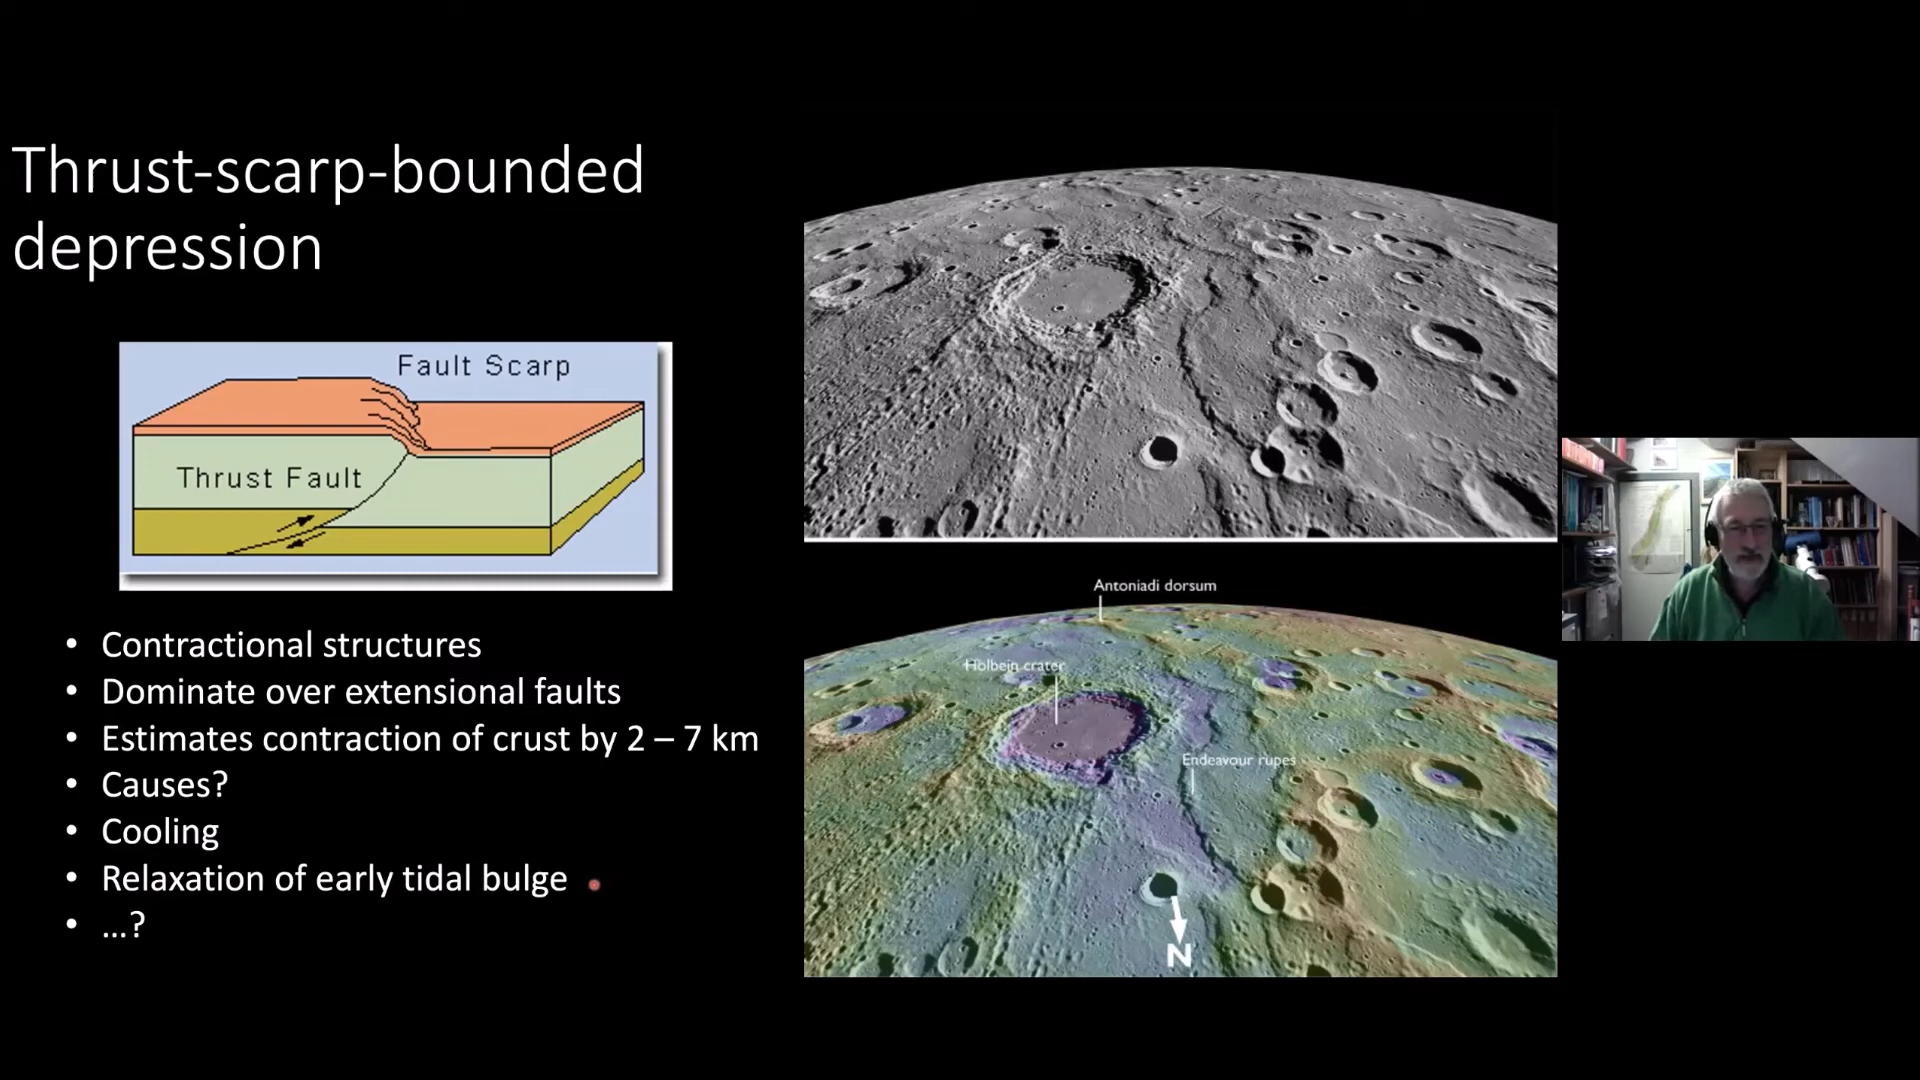 Thrust-scarp-bounded
depression
Fault Scarp
Thrust Fault
• Contractional structures
• Dominate over extensional faults
• Estimates contraction of crust by 2 – 7 km
• Causes?
• Cooling
• Relaxation of early tidal bulge
• ...?
Antoniadi dorsum
Holbein crater
Endeavour rupes
N